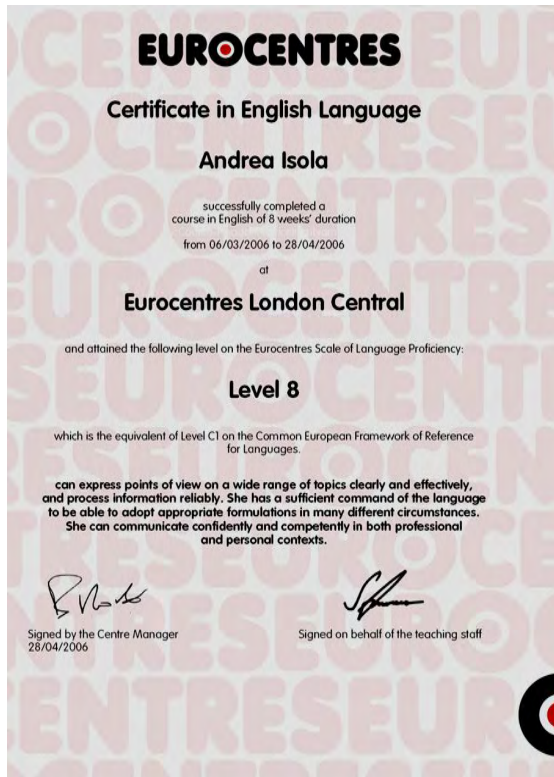 EUROCENTRES
Certificate in English Language
Andrea Isola
successfully completed a
course in English of 8 weeks' duration
from 06/03/2006 to 28/04/2006
at
Eurocentres London Central
and attained the following level on the Eurocentres Scale of Language Proficiency:
Level 8
which is the equivalent of Level C1 on the Common European Framework of Reference
for Languages.
can express points of view on a wide range of topics clearly and effectively,
and process information reliably. She has a sufficient command of the language
to be able to adopt appropriate formulations in many different circumstances.
She can communicate confidently and competently in both professional
and personal contexts.
Signed by the Centre Manager
28/04/2006
Signed on behalf of the teaching staff